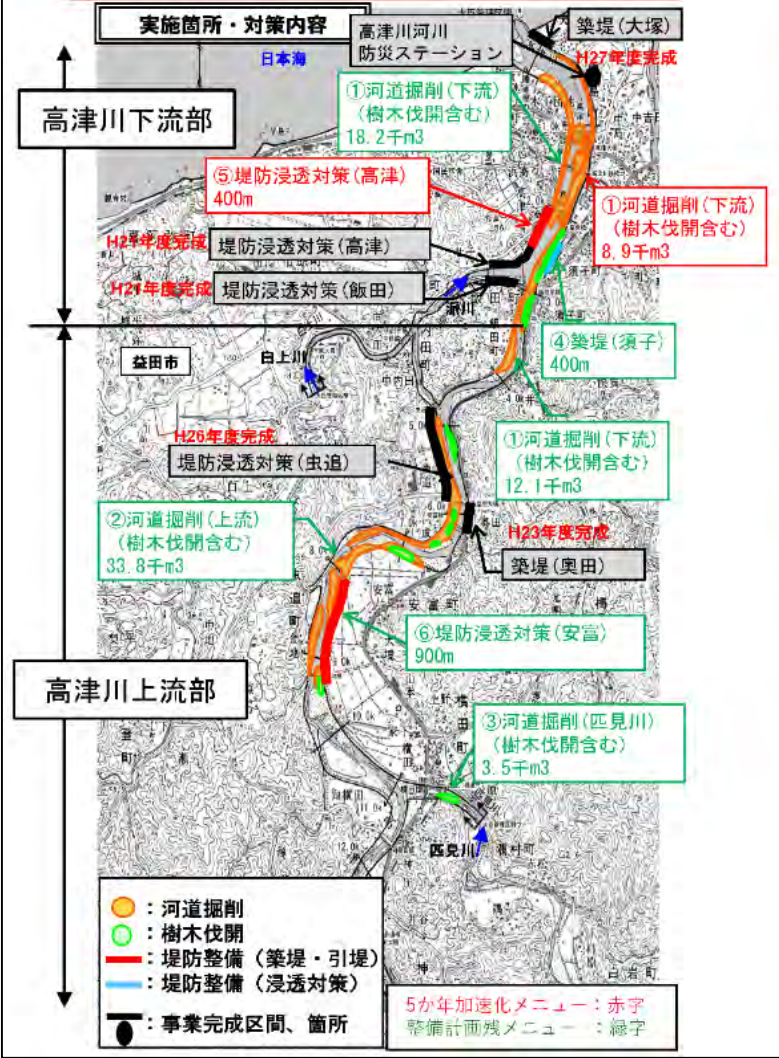 実施箇所・対策内容
日本海
高津川河川
防災ステーション
築堤(大塚)
H27年度完成
高津川下流部
①河道掘削(下流)
(樹木伐開含む)
18.2千m3
⑤堤防浸透対策(高津)
400m
①河道掘削(下流)
(樹木伐開含む)
8.9千m3
H21年度完成
堤防浸透対策(高津)
H21年度完成
堤防浸透対策(飯田)
派川
須子町
④築堤(須子)
400m
益田市
白上川
①河道掘削(下流)
(樹木伐開含む)
12.1千m3
H26年度完成
堤防浸透対策(虫追)
②河道掘削(上流)
(樹木伐開含む)
33.8千m3
H23年度完成
築堤(奥田)
安富町
⑥堤防浸透対策(安富)
900m
高津川上流部
③河道掘削(匹見川)
(樹木伐開含む)
3.5千m3
匹見川
白岩町
:河道掘削
:樹木伐開
:堤防整備(築堤・引堤)
:堤防整備(浸透対策)
:事業完成区間、箇所
5か年加速化メニュー:赤字
整備計画残メニュー :緑字